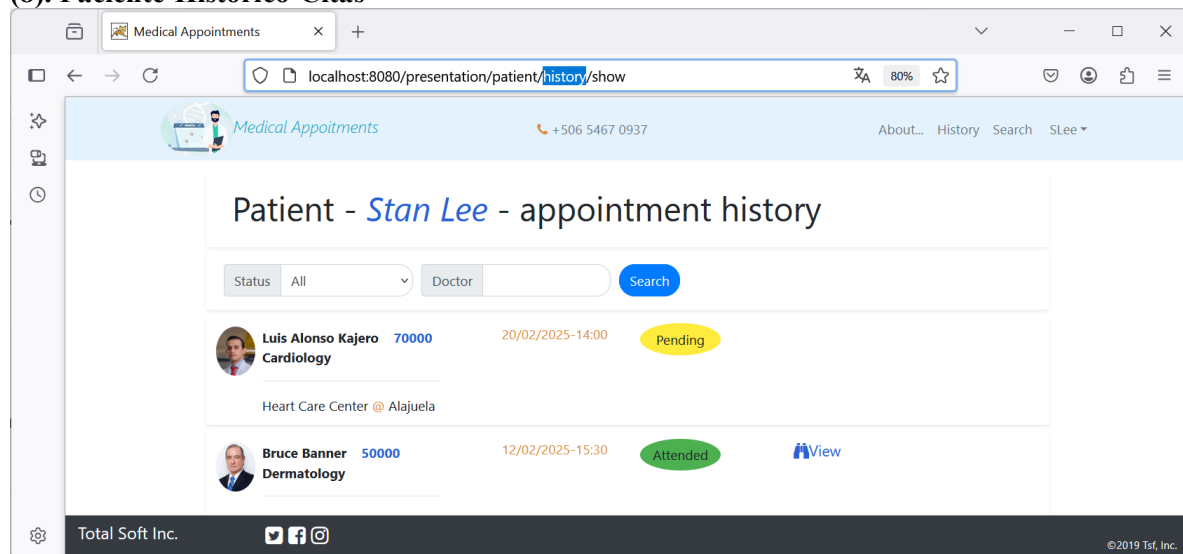 (8). Paciente Histórico Citas
Medical Appointments
localhost:8080/presentation/patient/history/show
80%
Medical Appoitments
+506 5467 0937
About... History Search SLee
Patient - Stan Lee - appointment history
Status All Doctor Search
Luis Alonso Kajero 70000 20/02/2025-14:00 Pending
Cardiology
Heart Care Center @ Alajuela
Bruce Banner 50000 12/02/2025-15:30 Attended View
Dermatology
Total Soft Inc.
©2019 Tsf, Inc.